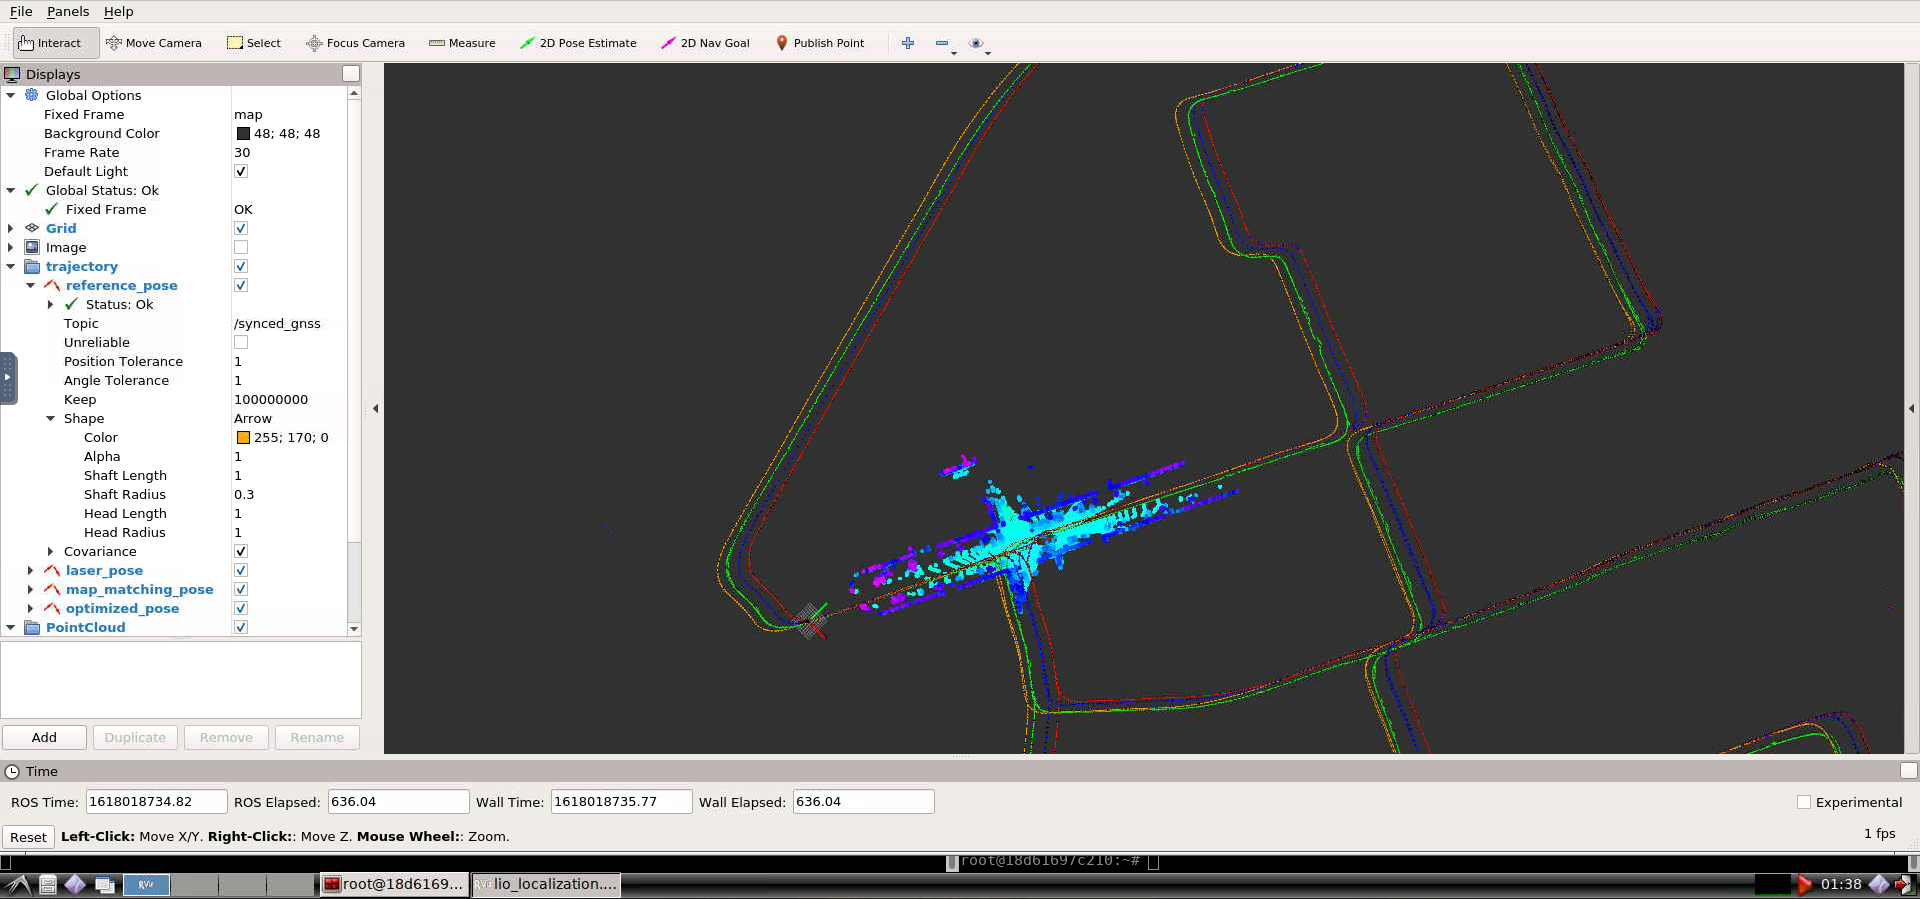 File Panels Help
Interact Move Camera Select Focus Camera Measure 2D Pose Estimate 2D Nav Goal Publish Point
Displays
Global Options
Fixed Frame map
Background Color 48; 48; 48
Frame Rate 30
Default Light
Global Status: Ok
Fixed Frame OK
Grid
Image
trajectory
reference_pose
Status: Ok
Topic /synced_gnss
Unreliable
Position Tolerance 1
Angle Tolerance 1
Keep 100000000
Shape Arrow
Color 255; 170; 0
Alpha 1
Shaft Length 1
Shaft Radius 0.3
Head Length 1
Head Radius 1
Covariance
laser_pose
map_matching_pose
optimized_pose
PointCloud
Add Duplicate Remove Rename
Time
ROS Time: 1618018734.82 ROS Elapsed: 636.04 Wall Time: 1618018735.77 Wall Elapsed: 636.04 Experimental
Reset Left-Click: Move X/Y. Right-Click:: Move Z. Mouse Wheel:: Zoom. 1 fps
root@18d61697c210:~#
RViz root@18d6169... RViz lio_localization.... 01:38